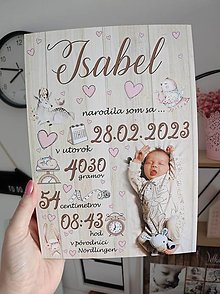 Isabel
narodila som sa ...
28.02.2023
v utorok
4030
gramov
54
centimetrov
08:43
hod
v pôrodnici
Nördlingen